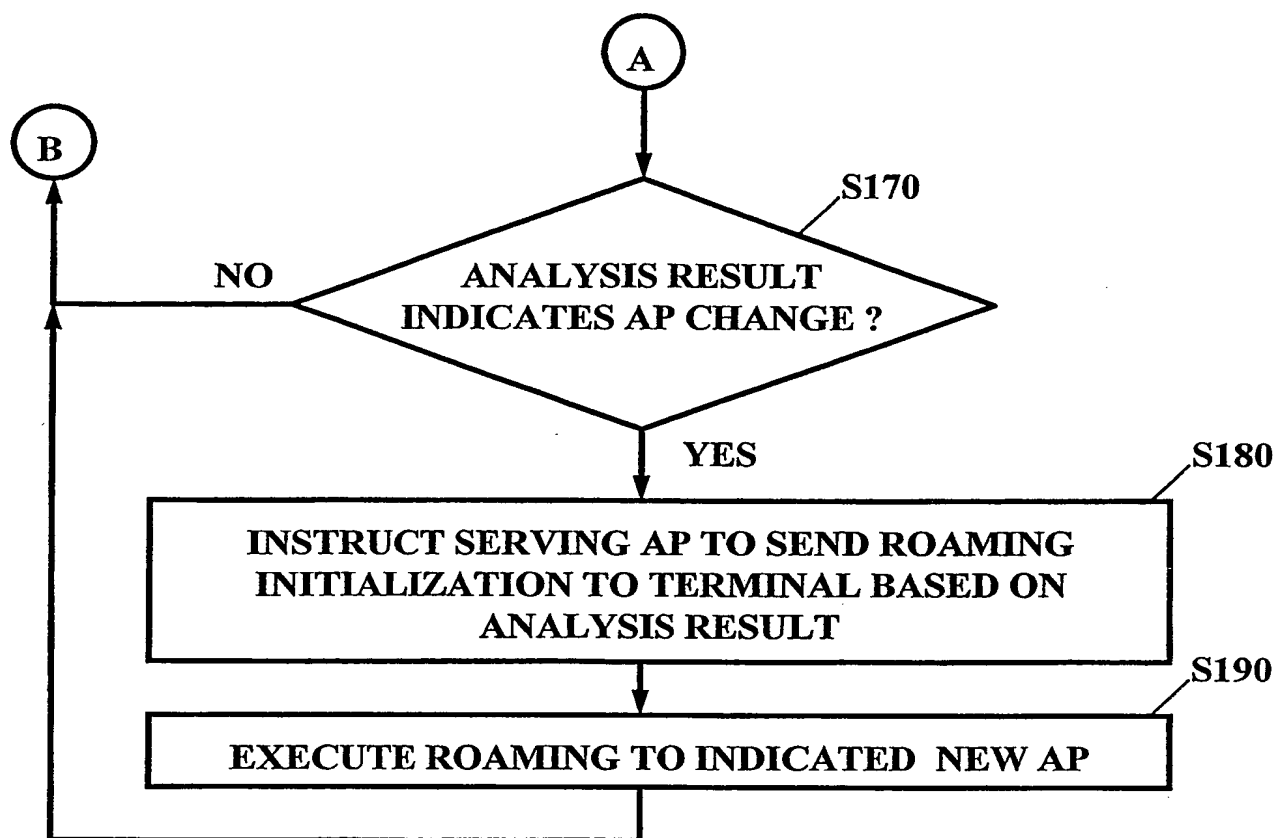 A
B
S170
NO
ANALYSIS RESULT
INDICATES AP CHANGE ?
YES
S180
INSTRUCT SERVING AP TO SEND ROAMING
INITIALIZATION TO TERMINAL BASED ON
ANALYSIS RESULT
S190
EXECUTE ROAMING TO INDICATED NEW AP